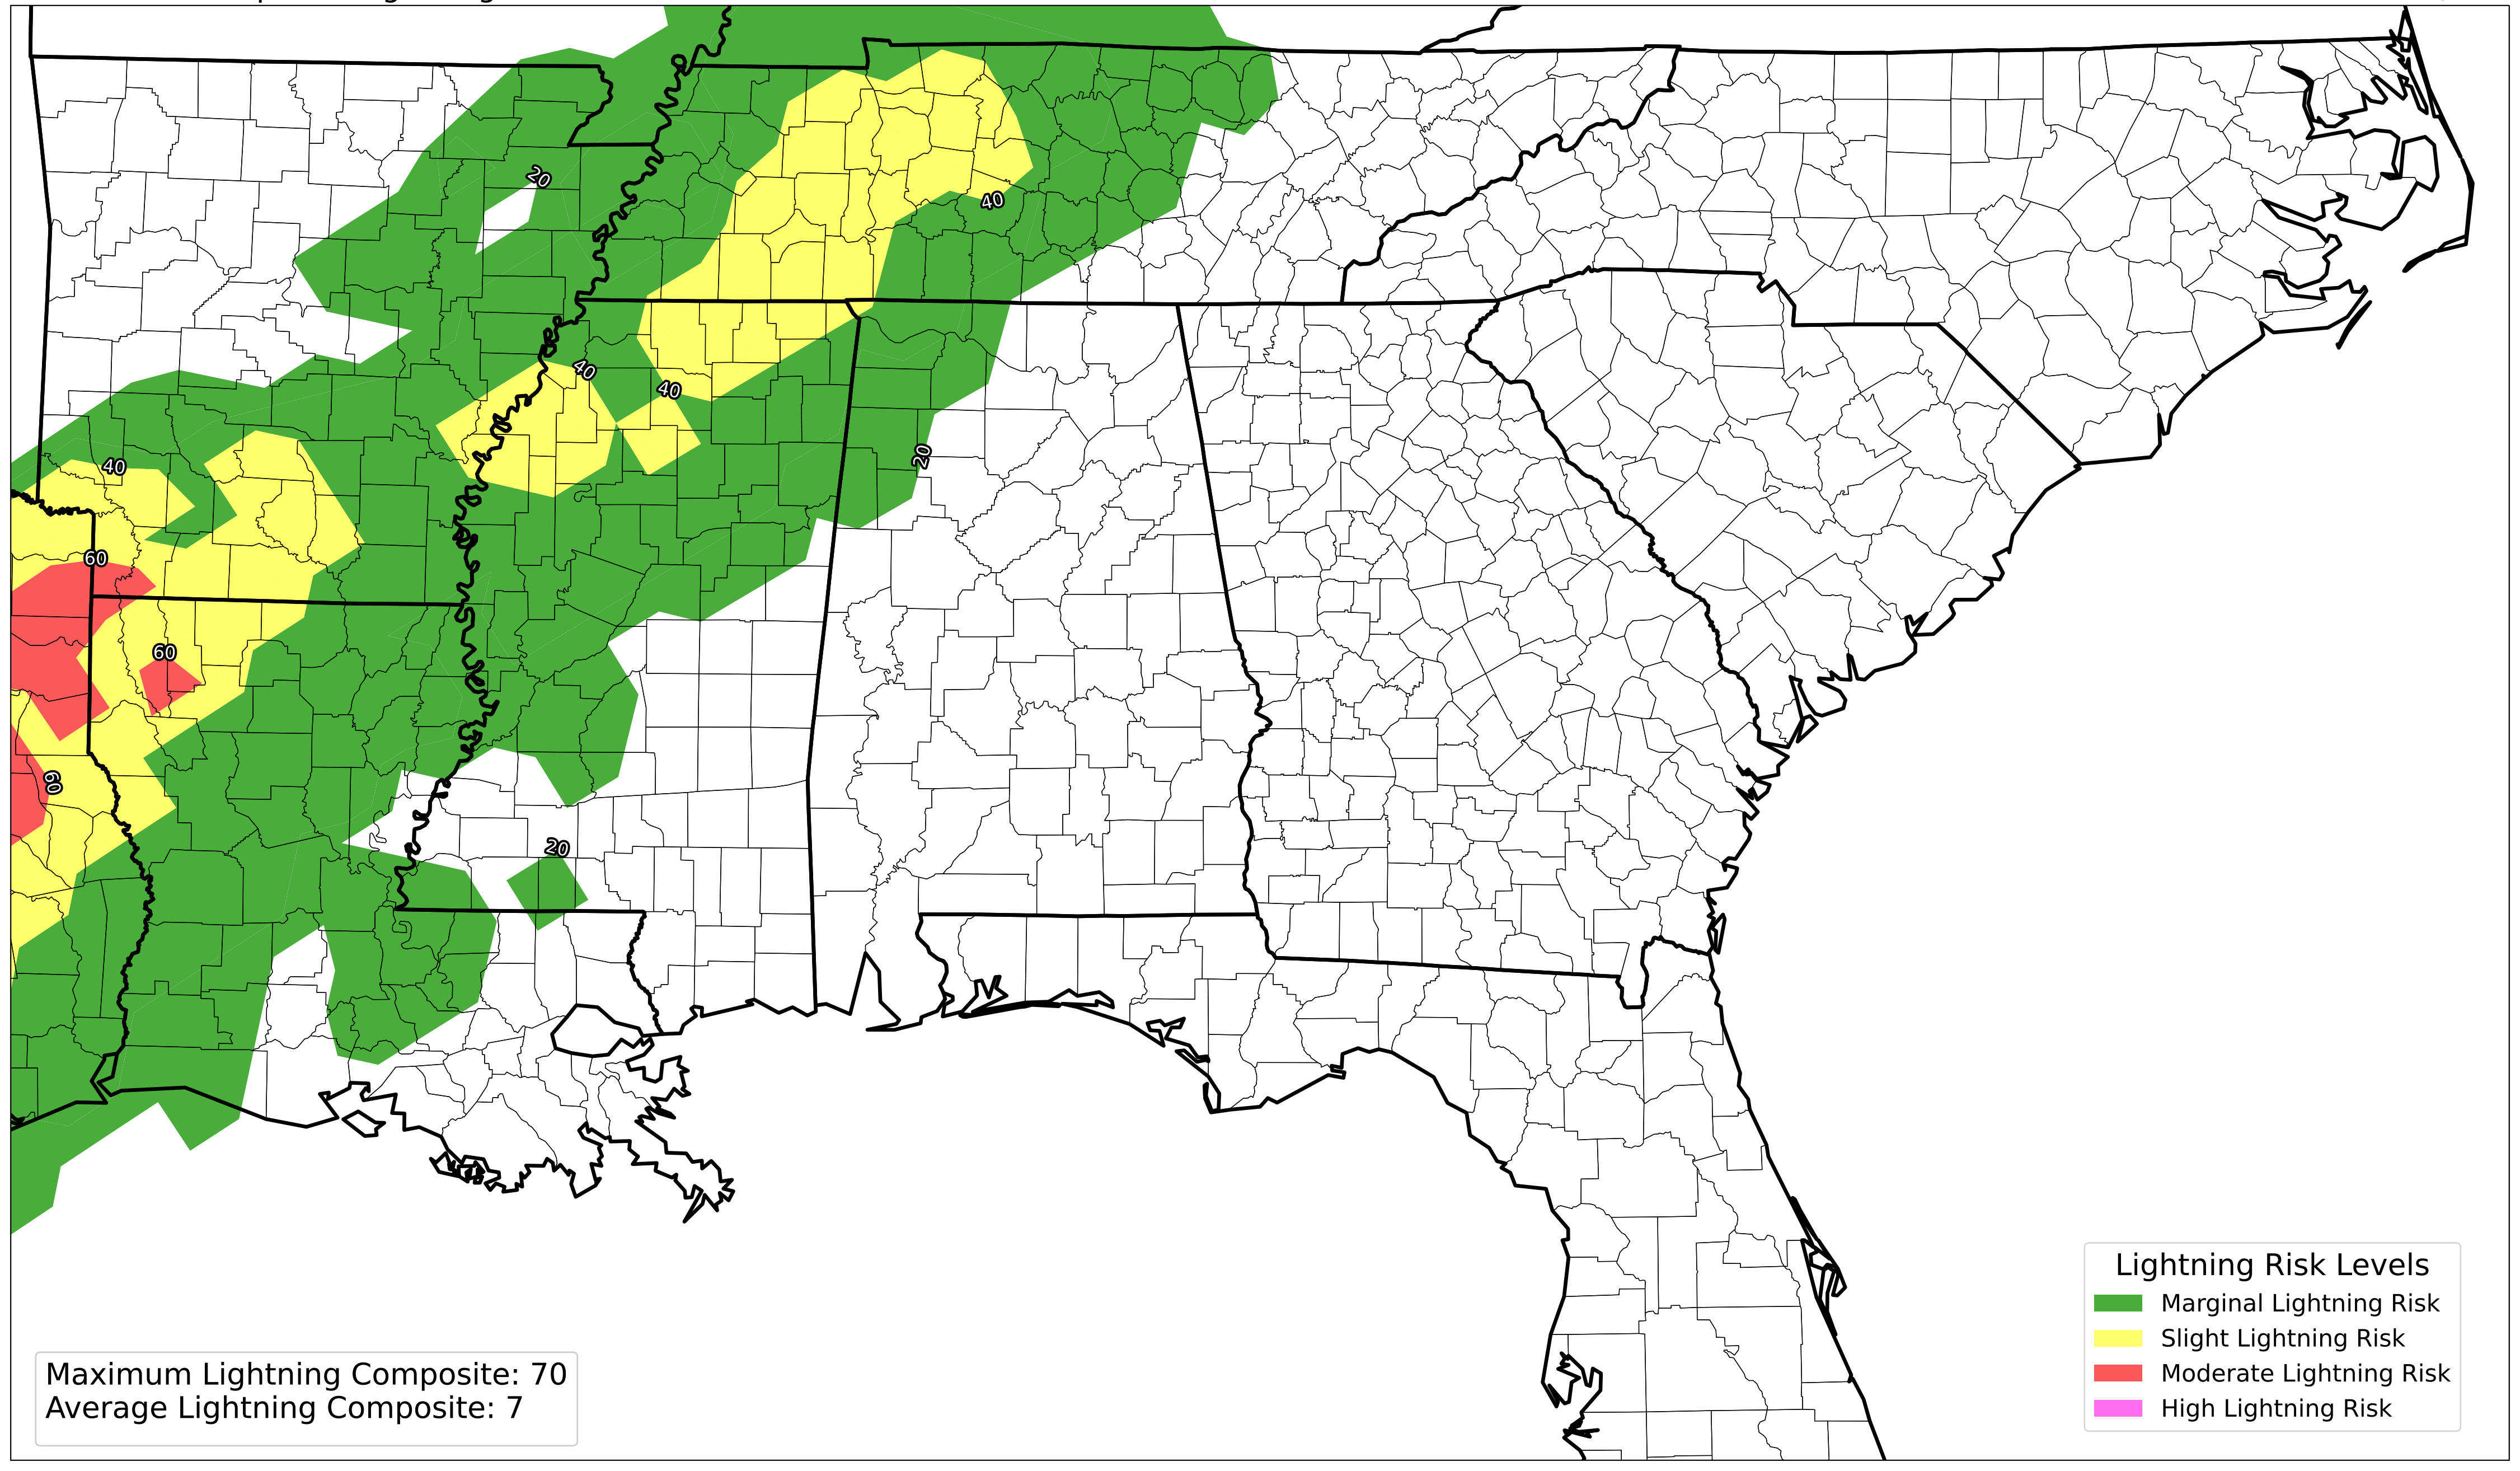 20
40
40
40
20
40
60
60
60
20
Lightning Risk Levels
Marginal Lightning Risk
Slight Lightning Risk
Moderate Lightning Risk
High Lightning Risk
Maximum Lightning Composite: 70
Average Lightning Composite: 7